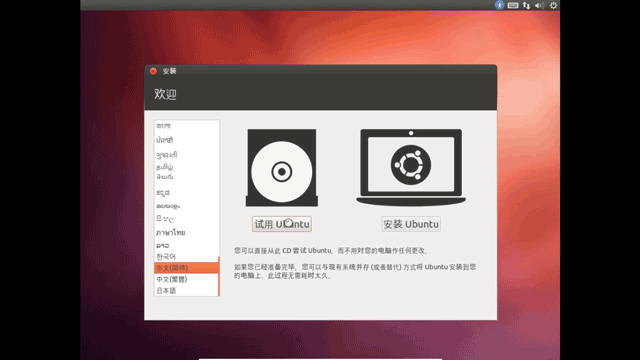 安装
欢迎
বাংলা
ਪੰਜਾਬੀ
ગુજરાતી
தமிழ்
తెలుగు
ಕನ್ನಡ
മലയാളം
සිංහල
ภาษาไทย
ລາວ
한국어
中文(简体)
中文(繁體)
日本語
试用 Ubuntu
安装 Ubuntu
您可以直接从此 CD 尝试 Ubuntu，而不用对您的电脑作任何更改。
如果您已经准备完毕，您可以与现有系统并存 (或者替代) 方式将 Ubuntu 安装到您
的电脑上。此过程无需耗时太久。